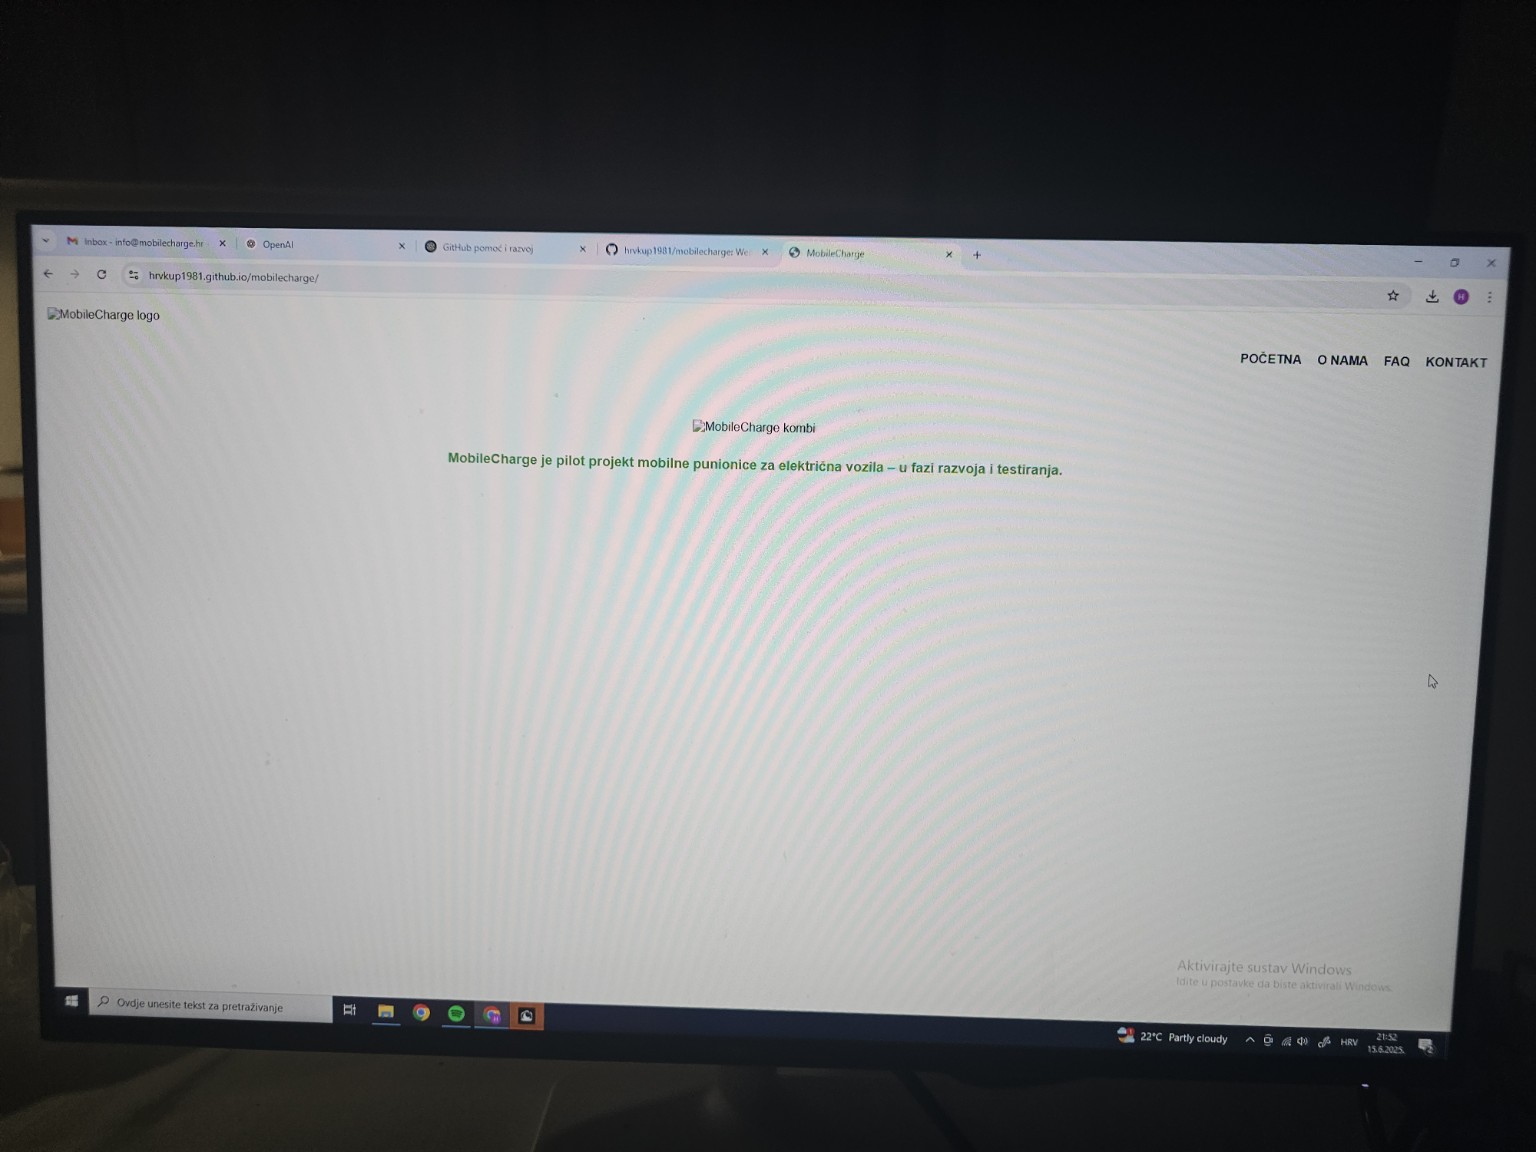 Inbox - info@mobilecharge.hr
OpenAI
GitHub pomoć i razvoj
hrvkup1981/mobilecharge: We
MobileCharge
hrvkup1981.github.io/mobilecharge/
H
MobileCharge logo
POČETNA O NAMA FAQ KONTAKT
MobileCharge kombi
MobileCharge je pilot projekt mobilne punionice za električna vozila – u fazi razvoja i testiranja.
Aktivirajte sustav Windows
Idite u postavke da biste aktivirali Windows.
Ovdje unesite tekst za pretraživanje
22°C Partly cloudy
HRV
21:52
15.6.2025.
2